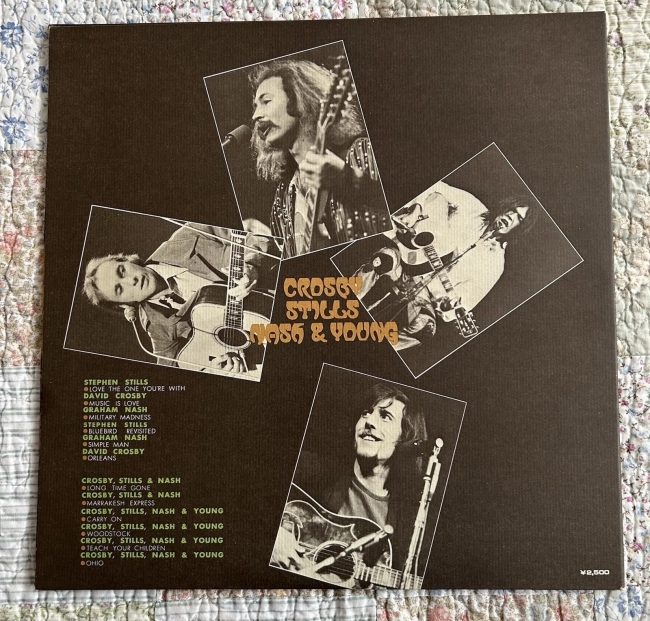 CROSBY
STILLS
NASH & YOUNG
STEPHEN STILLS
LOVE THE ONE YOU'RE WITH
DAVID CROSBY
MUSIC IS LOVE
GRAHAM NASH
MILITARY MADNESS
STEPHEN STILLS
BLUEBIRD REVISITED
GRAHAM NASH
SIMPLE MAN
DAVID CROSBY
ORLEANS
CROSBY, STILLS & NASH
LONG TIME GONE
CROSBY, STILLS & NASH
MARRAKESH EXPRESS
CROSBY, STILLS, NASH & YOUNG
CARRY ON
CROSBY, STILLS, NASH & YOUNG
WOODSTOCK
CROSBY, STILLS, NASH & YOUNG
TEACH YOUR CHILDREN
CROSBY, STILLS, NASH & YOUNG
OHIO
¥2,500